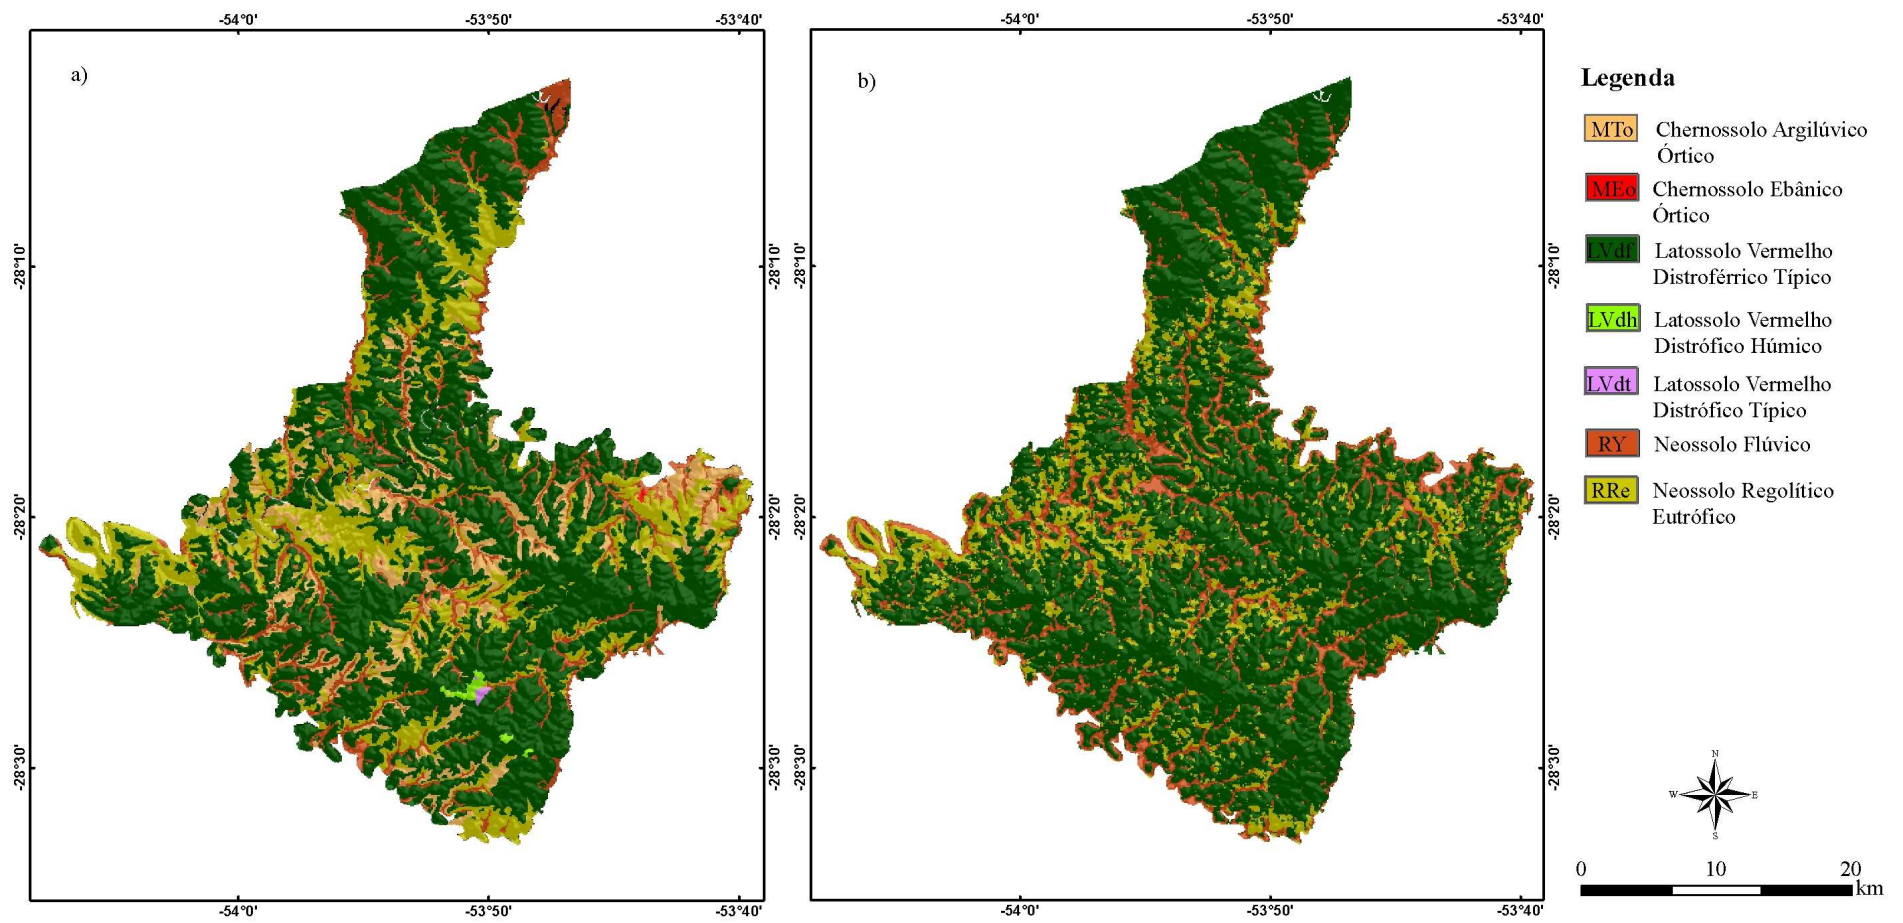 -54°0' -53°50' -53°40' -54°0' -53°50' -53°40'
a) b)
-28°10' -28°10' -28°10'
-28°20' -28°20' -28°20'
-28°30' -28°30' -28°30'
-54°0' -53°50' -53°40' -54°0' -53°50' -53°40'
Legenda
MTo Chernossolo Argilúvico
Órtico
MEo Chernossolo Ebânico
Órtico
LVdf Latossolo Vermelho
Distroférrico Típico
LVdh Latossolo Vermelho
Distrófico Húmico
LVdt Latossolo Vermelho
Distrófico Típico
RY Neossolo Flúvico
RRe Neossolo Regolítico
Eutrófico
N
W E
S
0 10 20
km